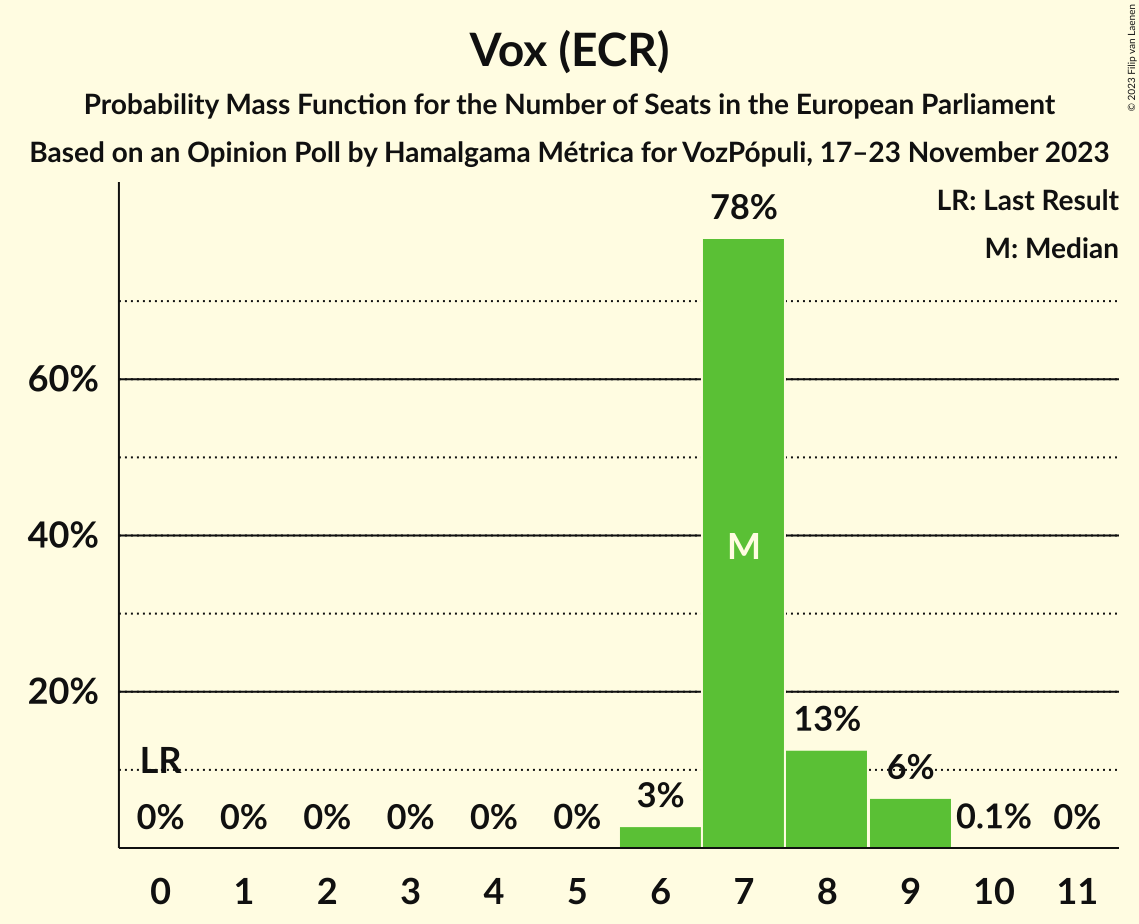 © 2023 Filip van Laenen
Vox (ECR)
Probability Mass Function for the Number of Seats in the European Parliament
Based on an Opinion Poll by Hamalgama Métrica for VozPópuli, 17–23 November 2023
LR: Last Result
M: Median
78%
60%
40%
M
20%
13%
LR
6%
3%
0% 0% 0% 0% 0% 0% 0.1% 0%
0 1 2 3 4 5 6 7 8 9 10 11